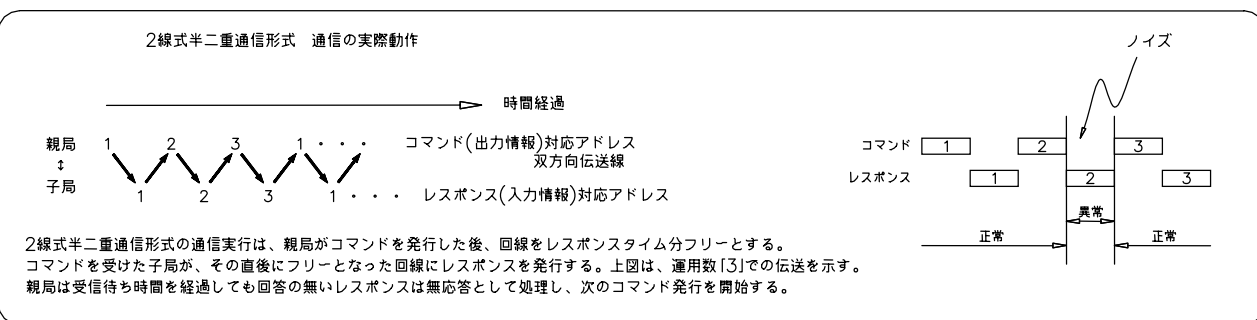 2線式半二重通信形式　通信の実際動作
ノイズ
時間経過
親局 1 2 3 1・・・ コマンド(出力情報)対応アドレス
↕ 双方向伝送線
子局 1 2 3 1・・・ レスポンス(入力情報)対応アドレス
コマンド 1 2 3
レスポンス 1 2 3
異常
正常 正常
2線式半二重通信形式の通信実行は、親局がコマンドを発行した後、回線をレスポンスタイム分フリーとする。
コマンドを受けた子局が、その直後にフリーとなった回線にレスポンスを発行する。上図は、運用数「3」での伝送を示す。
親局は受信待ち時間を経過しても回答の無いレスポンスは無応答として処理し、次のコマンド発行を開始する。